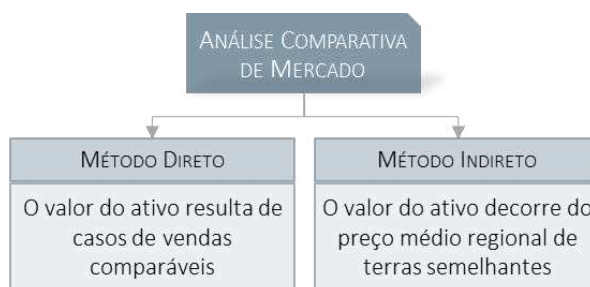 ANÁLISE COMPARATIVA
DE MERCADO
MÉTODO DIRETO
O valor do ativo resulta de
casos de vendas
comparáveis
MÉTODO INDIRETO
O valor do ativo decorre do
preço médio regional de
terras semelhantes